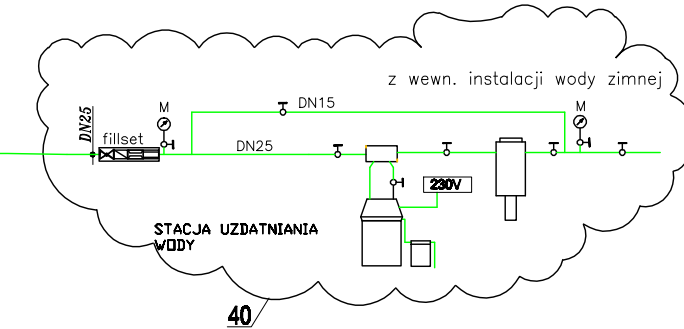 z wewn. instalacji wody zimnej
M
DN15
M
DN25
fillset
DN25
230V
STACJA UZDATNIANIA
WODY
40